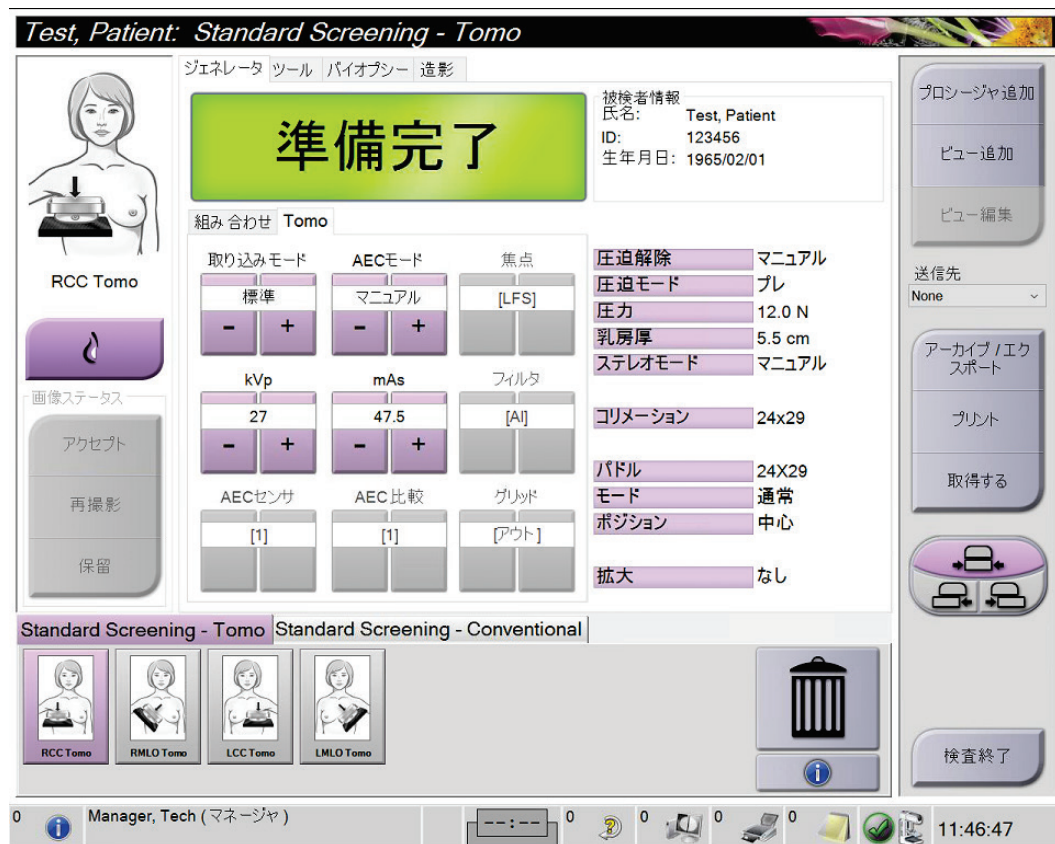 Test, Patient: Standard Screening - Tomo
RCC Tomo
画像ステータス
アクセプト
再撮影
保留
ジェネレータ ツール バイオプシー 造影
準備完了
被検者情報
氏名: Test, Patient
ID: 123456
生年月日: 1965/02/01
組み合わせ Tomo
取り込みモード AECモード 焦点
標準 マニュアル [LFS]
- + - +
kVp mAs フィルタ
27 47.5 [Al]
- + - +
AECセンサ AEC比較 グリッド
[1] [1] [アウト]
圧迫解除 マニュアル
圧迫モード プレ
圧力 12.0 N
乳房厚 5.5 cm
ステレオモード マニュアル
コリメーション 24x29
パドル 24X29
モード 通常
ポジション 中心
拡大 なし
プロシージャ追加
ビュー追加
ビュー編集
送信先
None
アーカイブ / エク
スポート
プリント
取得する
検査終了
Standard Screening - Tomo Standard Screening - Conventional
RCC Tomo RMLO Tomo LCC Tomo LMLO Tomo
0 Manager, Tech ( マネージャ ) --:-- 0 0 0 0 11:46:47